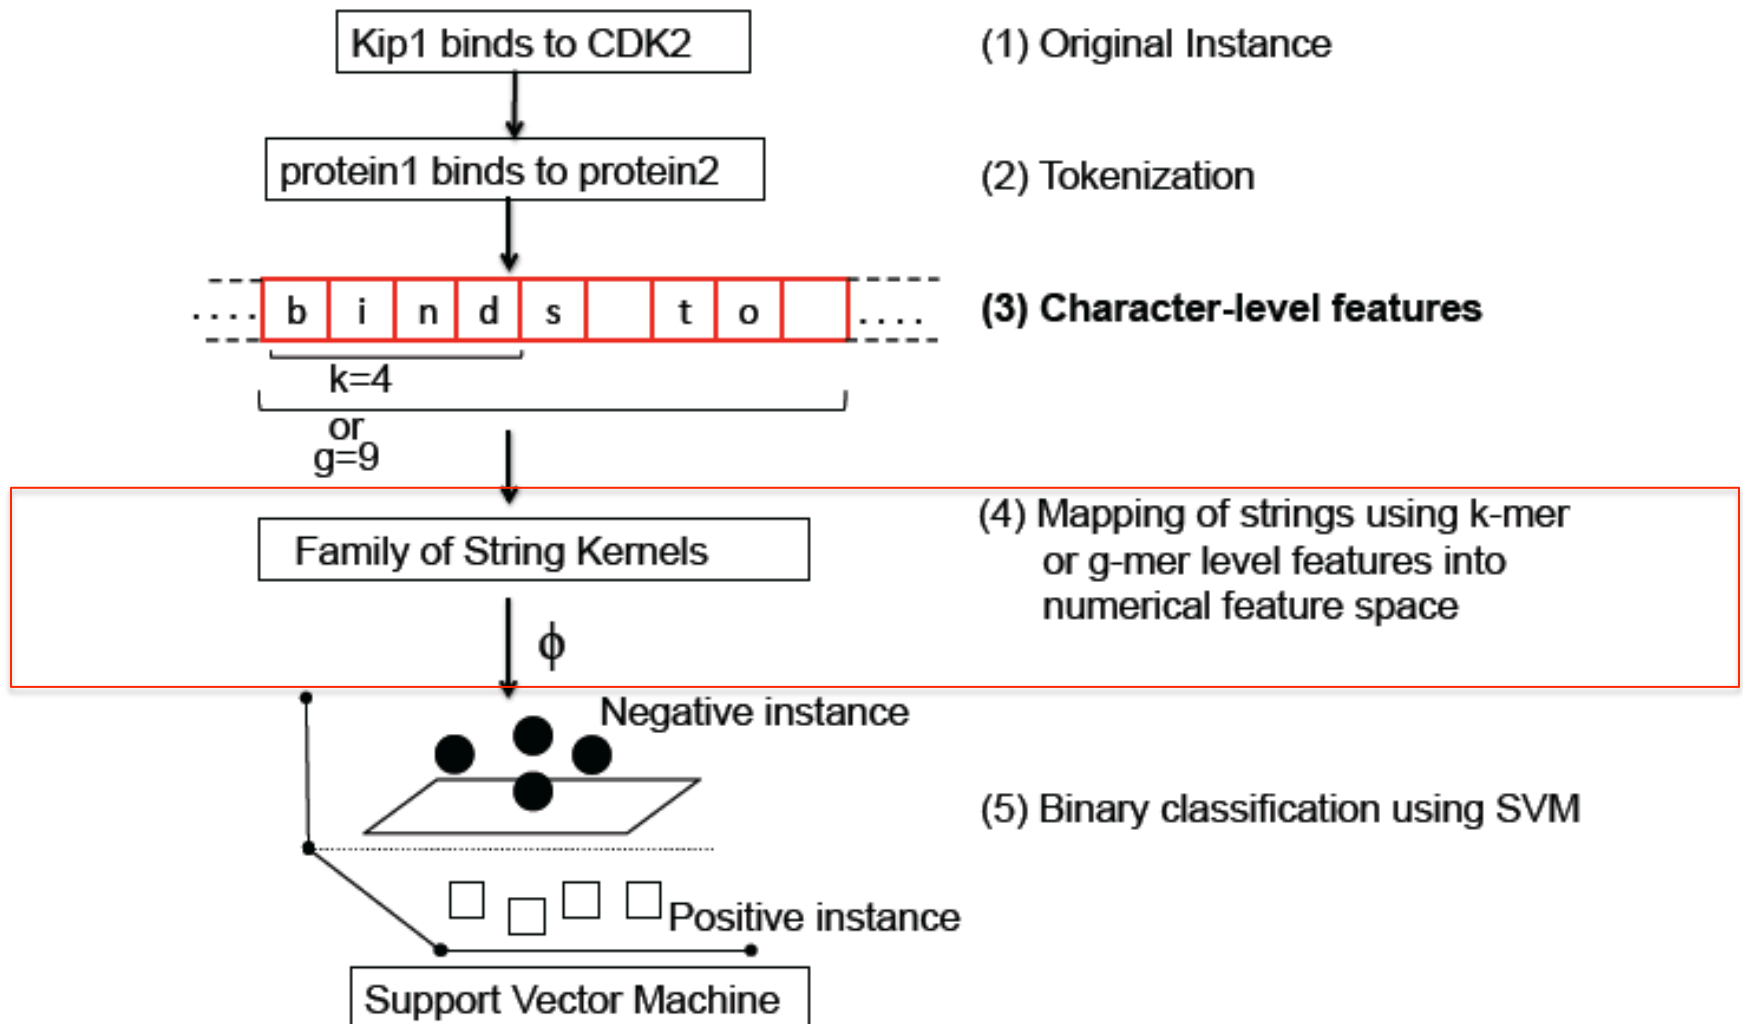 Kip1 binds to CDK2
(1) Original Instance
protein1 binds to protein2
(2) Tokenization
.... b i n d s t o ....
(3) Character-level features
k=4
or
g=9
Family of String Kernels
(4) Mapping of strings using k-mer
or g-mer level features into
numerical feature space
ϕ
Negative instance
(5) Binary classification using SVM
Positive instance
Support Vector Machine